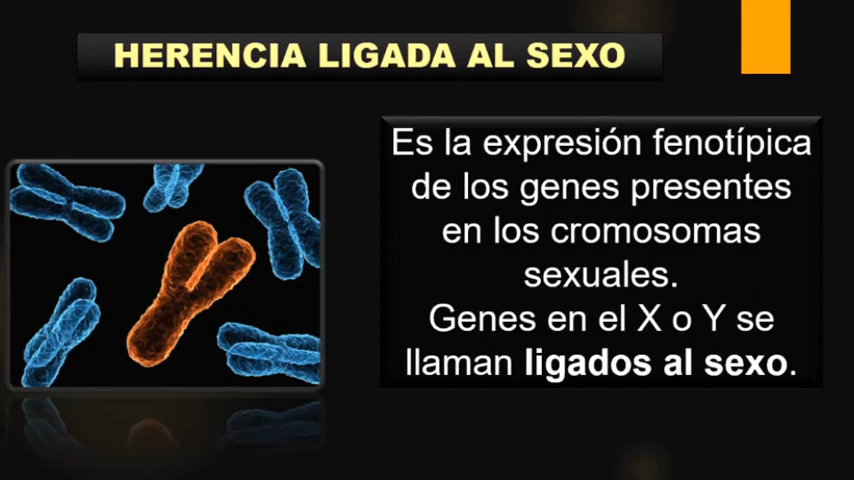 HERENCIA LIGADA AL SEXO
Es la expresión fenotípica
de los genes presentes
en los cromosomas
sexuales.
Genes en el X o Y se
llaman ligados al sexo.